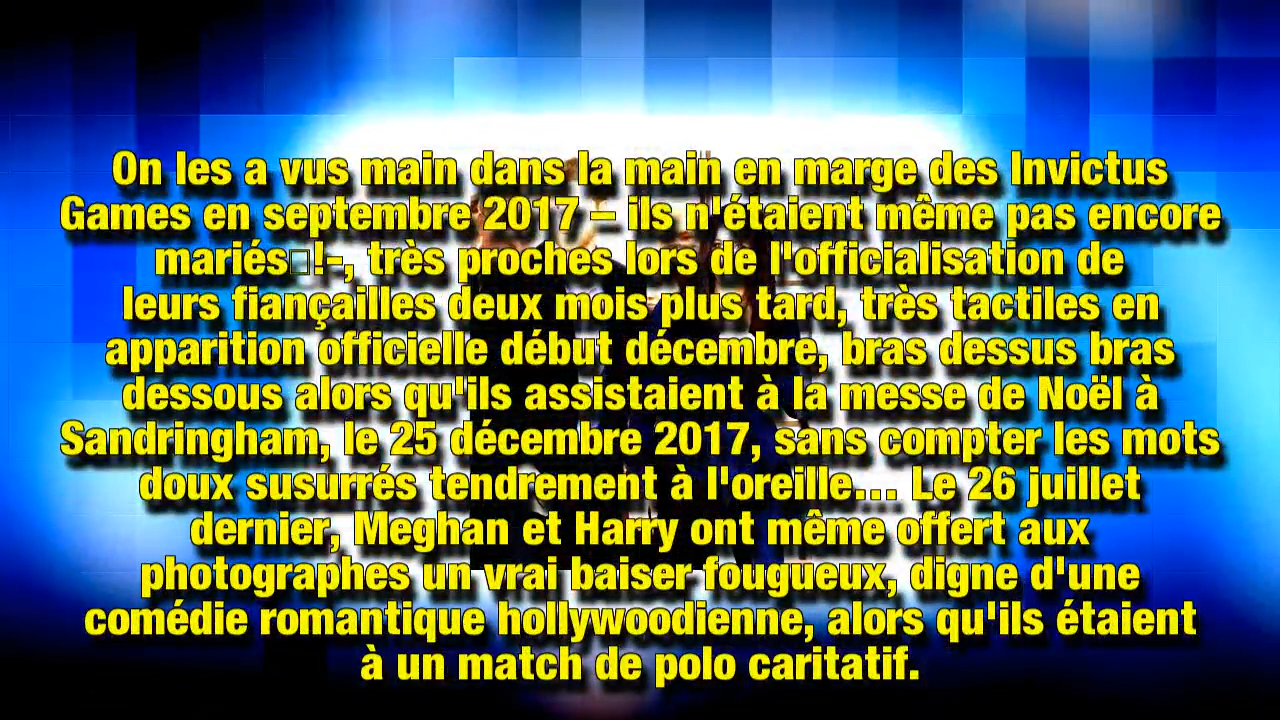 On les a vus main dans la main en marge des Invictus
Games en septembre 2017 – ils n'étaient même pas encore
mariés□!-, très proches lors de l'officialisation de
leurs fiançailles deux mois plus tard, très tactiles en
apparition officielle début décembre, bras dessus bras
dessous alors qu'ils assistaient à la messe de Noël à
Sandringham, le 25 décembre 2017, sans compter les mots
doux susurrés tendrement à l'oreille… Le 26 juillet
dernier, Meghan et Harry ont même offert aux
photographes un vrai baiser fougueux, digne d'une
comédie romantique hollywoodienne, alors qu'ils étaient
à un match de polo caritatif.